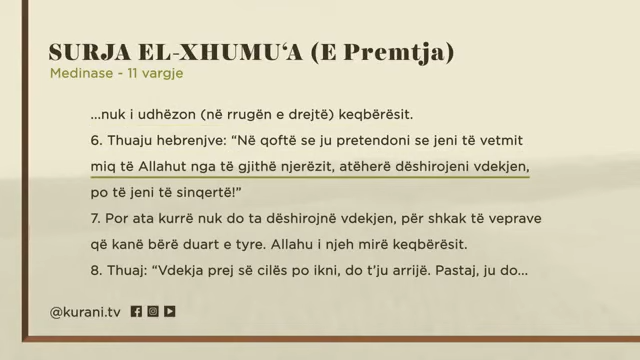 SURJA EL-XHUMU‘A (E Premtja)
Medinase - 11 vargje
...nuk i udhëzon (në rrugën e drejtë) keqbërësit.
6. Thuaju hebrenjve: “Në qoftë se ju pretendoni se jeni të vetmit
miq të Allahut nga të gjithë njerëzit, atëherë dëshirojeni vdekjen,
po të jeni të sinqertë!”
7. Por ata kurrë nuk do ta dëshirojnë vdekjen, për shkak të veprave
që kanë bërë duart e tyre. Allahu i njeh mirë keqbërësit.
8. Thuaj: “Vdekja prej së cilës po ikni, do t’ju arrijë. Pastaj, ju do...
@kurani.tv